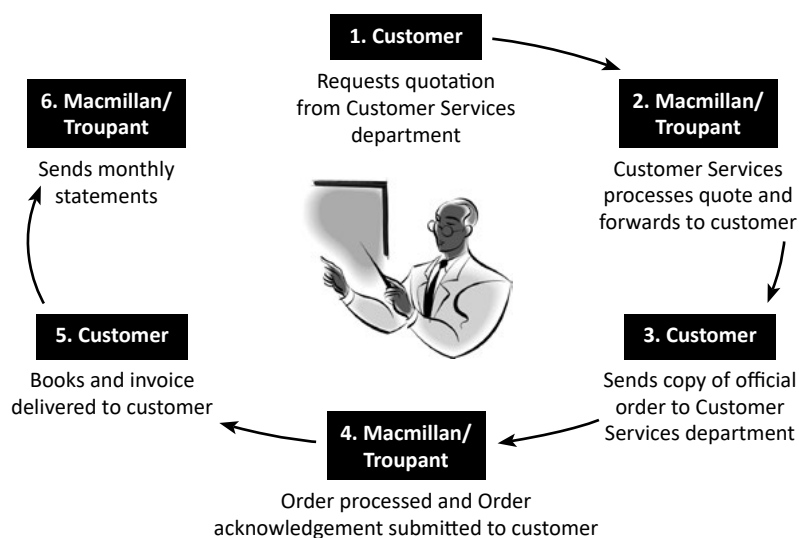 1. Customer
Requests quotation
from Customer Services
department
2. Macmillan/
Troupant
Customer Services
processes quote and
forwards to customer
3. Customer
Sends copy of official
order to Customer
Services department
4. Macmillan/
Troupant
Order processed and Order
acknowledgement submitted to customer
5. Customer
Books and invoice
delivered to customer
6. Macmillan/
Troupant
Sends monthly
statements